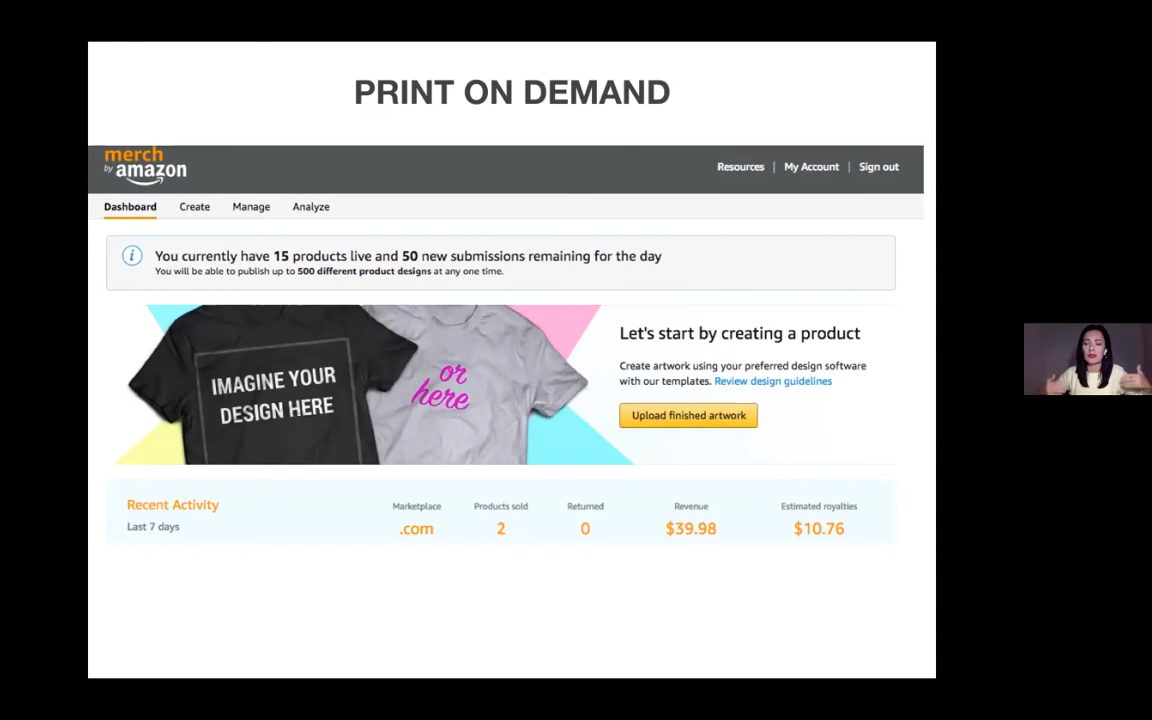 PRINT ON DEMAND
merch
by amazon
Resources | My Account | Sign out
Dashboard Create Manage Analyze
i You currently have 15 products live and 50 new submissions remaining for the day
You will be able to publish up to 500 different product designs at any one time.
IMAGINE YOUR
DESIGN HERE
or
here
Let's start by creating a product
Create artwork using your preferred design software
with our templates. Review design guidelines
Upload finished artwork
Recent Activity Marketplace Products sold Returned Revenue Estimated royalties
Last 7 days .com 2 0 $39.98 $10.76